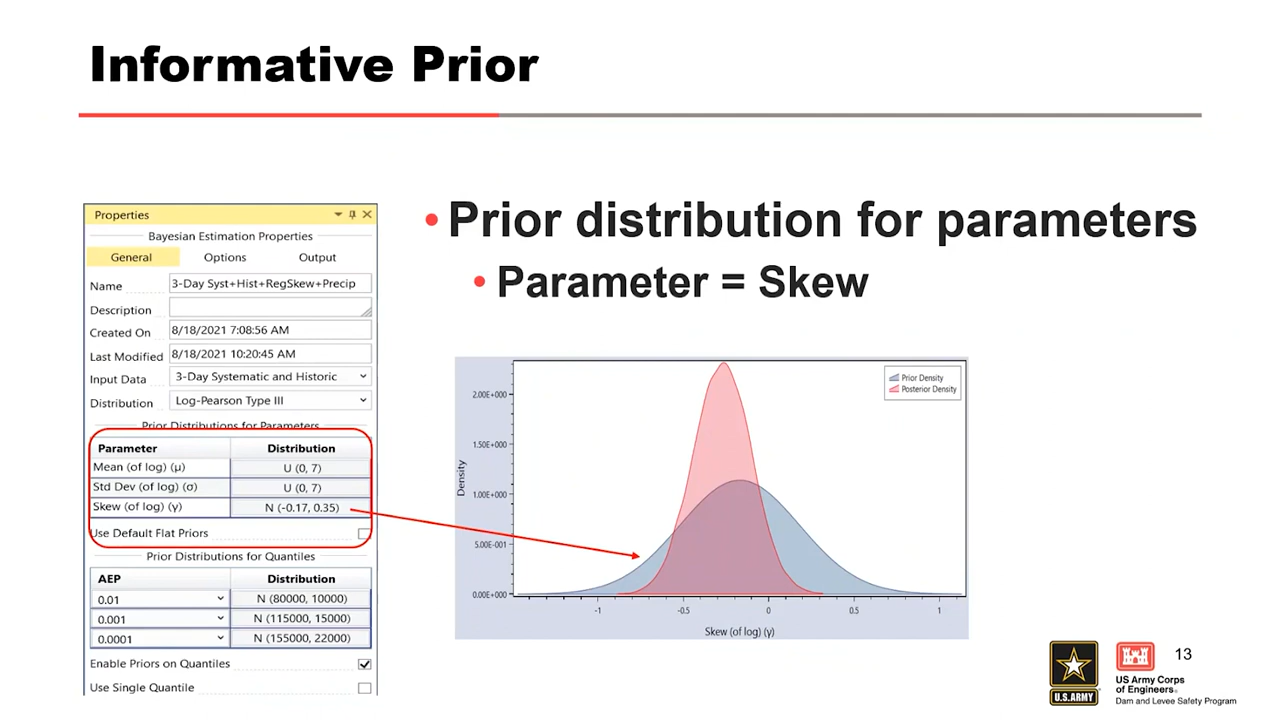 Informative Prior
Properties
Bayesian Estimation Properties
General Options Output
Name 3-Day Syst+Hist+RegSkew+Precip
Description
Created On 8/18/2021 7:08:56 AM
Last Modified 8/18/2021 10:20:45 AM
Input Data 3-Day Systematic and Historic
Distribution Log-Pearson Type III
Prior Distributions for Parameters
Parameter Distribution
Mean (of log) (µ) U (0, 7)
Std Dev (of log) (σ) U (0, 7)
Skew (of log) (γ) N (-0.17, 0.35)
Use Default Flat Priors
Prior Distributions for Quantiles
AEP Distribution
0.01 N (80000, 10000)
0.001 N (115000, 15000)
0.0001 N (155000, 22000)
Enable Priors on Quantiles
Use Single Quantile
• Prior distribution for parameters
• Parameter = Skew
Prior Density
Posterior Density
2.00E+000
1.50E+000
1.00E+000
5.00E-001
0.00E+000
Density
-1 -0.5 0 0.5 1
Skew (of log) (γ)
U.S. ARMY
US Army Corps
of Engineers®
Dam and Levee Safety Program
13